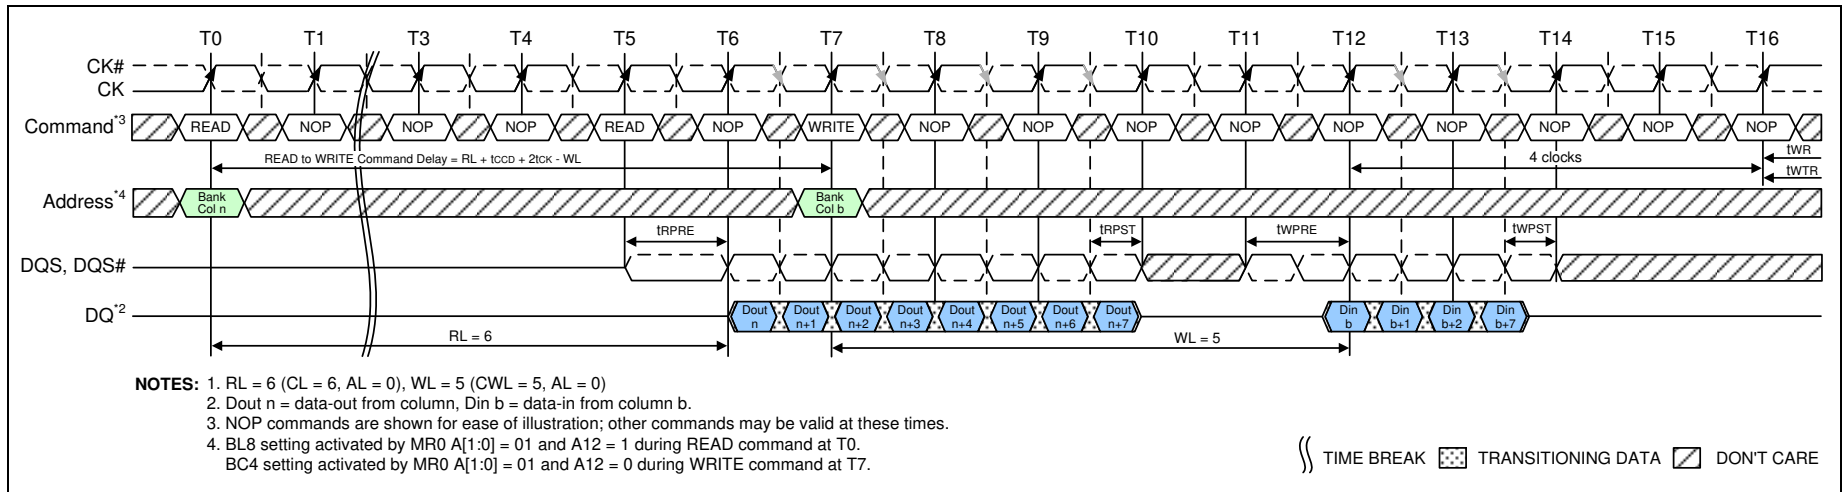 T0 T1 T3 T4 T5 T6 T7 T8 T9 T10 T11 T12 T13 T14 T15 T16
CK#
CK
Command*3 READ NOP NOP NOP READ NOP WRITE NOP NOP NOP NOP NOP NOP NOP NOP NOP
READ to WRITE Command Delay = RL + tCCD + 2tCK - WL 4 clocks tWR
tWTR
Address*4 Bank Col n Bank Col b
tRPRE tRPST tWPRE tWPST
DQS, DQS#
DQ*2 Dout n Dout n+1 Dout n+2 Dout n+3 Dout n+4 Dout n+5 Dout n+6 Dout n+7 Din b Din b+1 Din b+2 Din b+7
RL = 6 WL = 5
NOTES: 1. RL = 6 (CL = 6, AL = 0), WL = 5 (CWL = 5, AL = 0)
2. Dout n = data-out from column, Din b = data-in from column b.
3. NOP commands are shown for ease of illustration; other commands may be valid at these times.
4. BL8 setting activated by MR0 A[1:0] = 01 and A12 = 1 during READ command at T0.
BC4 setting activated by MR0 A[1:0] = 01 and A12 = 0 during WRITE command at T7.
TIME BREAK TRANSITIONING DATA DON'T CARE